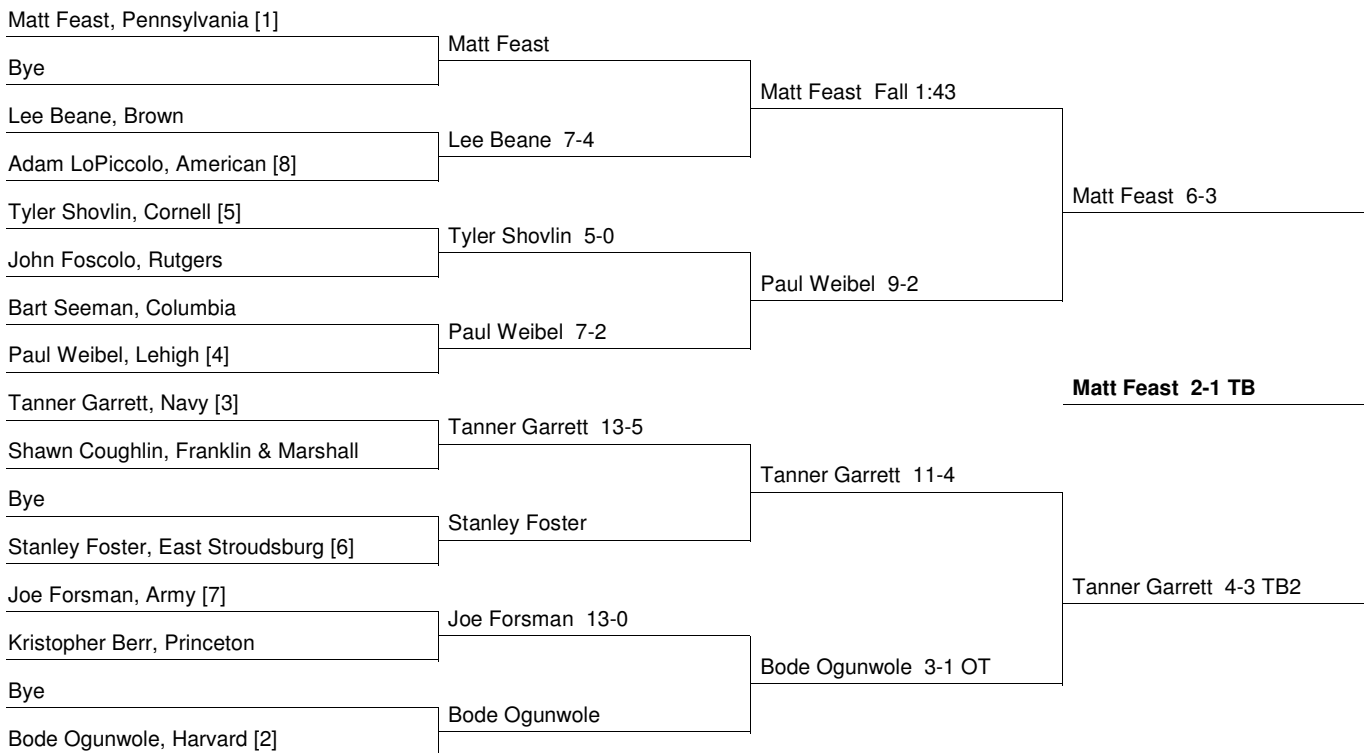 Matt Feast, Pennsylvania [1]
Bye
Lee Beane, Brown
Adam LoPiccolo, American [8]
Tyler Shovlin, Cornell [5]
John Foscolo, Rutgers
Bart Seeman, Columbia
Paul Weibel, Lehigh [4]
Tanner Garrett, Navy [3]
Shawn Coughlin, Franklin & Marshall
Bye
Stanley Foster, East Stroudsburg [6]
Joe Forsman, Army [7]
Kristopher Berr, Princeton
Bye
Bode Ogunwole, Harvard [2]
Matt Feast
Lee Beane 7-4
Tyler Shovlin 5-0
Paul Weibel 7-2
Tanner Garrett 13-5
Stanley Foster
Joe Forsman 13-0
Bode Ogunwole
Matt Feast Fall 1:43
Paul Weibel 9-2
Tanner Garrett 11-4
Bode Ogunwole 3-1 OT
Matt Feast 6-3
Tanner Garrett 4-3 TB2
Matt Feast 2-1 TB